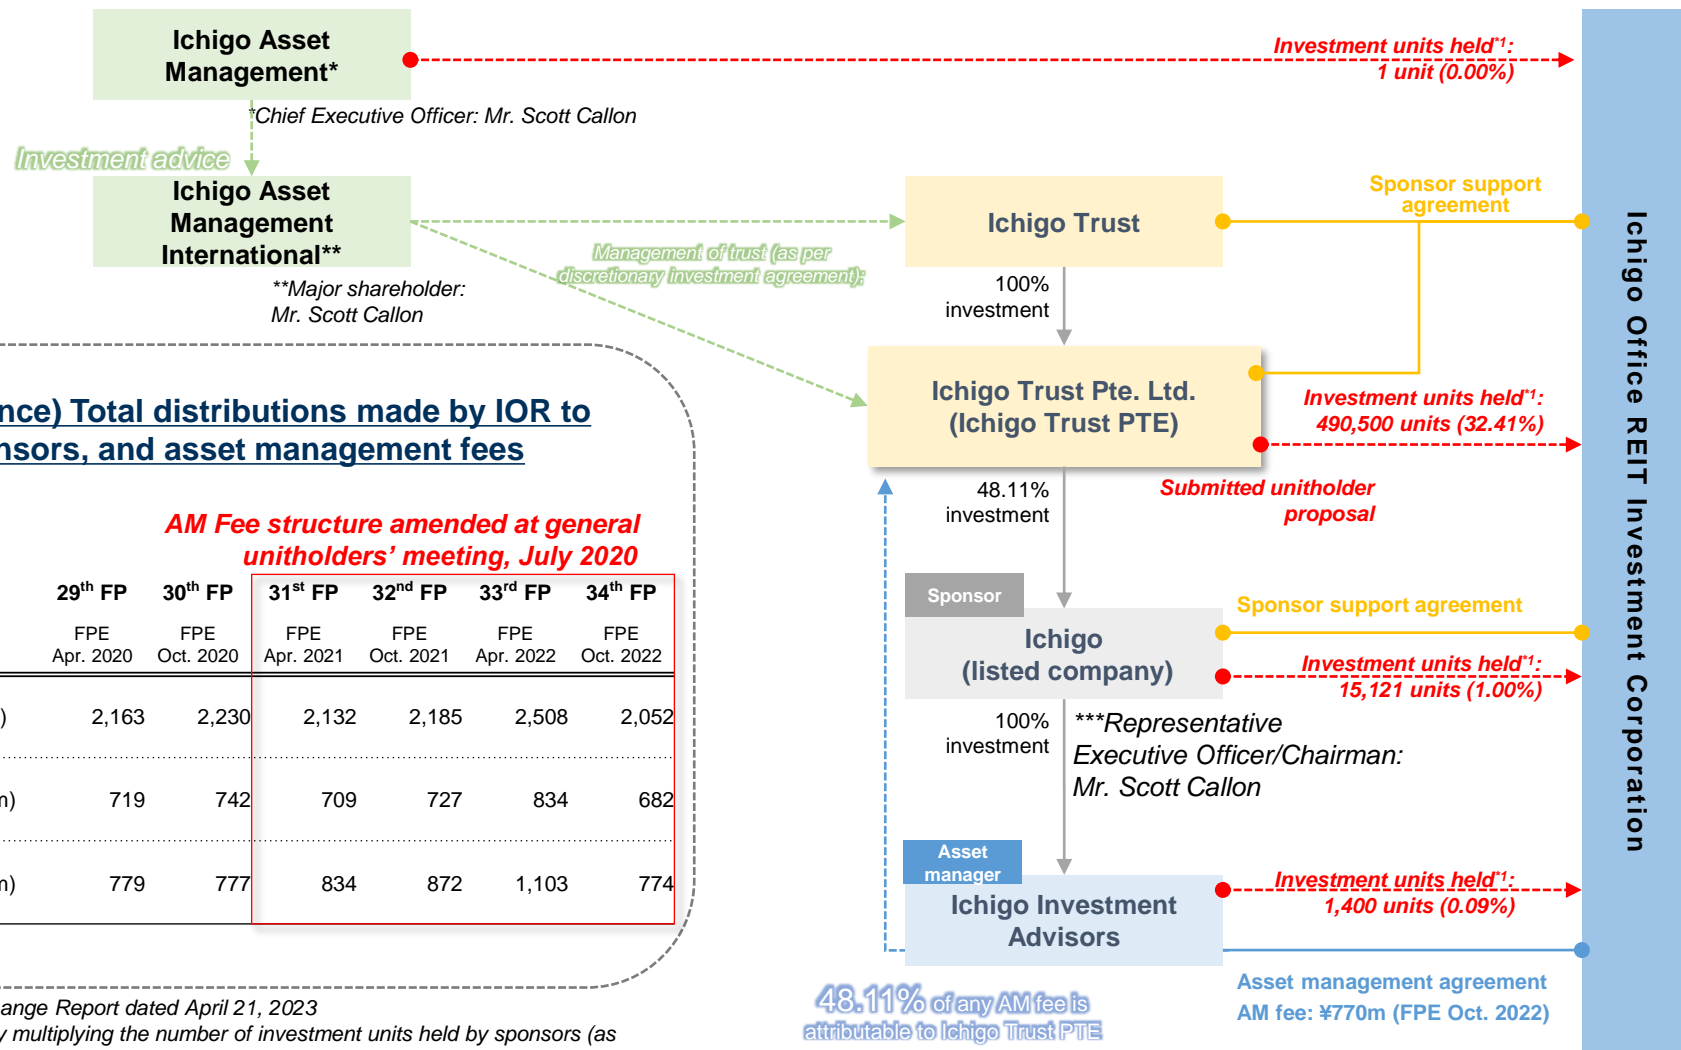 Ichigo Asset
Management*
Investment units held*1:
1 unit (0.00%)
*Chief Executive Officer: Mr. Scott Callon
Investment advice
Ichigo Asset
Management
International**
**Major shareholder:
Mr. Scott Callon
Management of trust (as per
discretionary investment agreement);
Ichigo Trust
Sponsor support
agreement
100%
investment
Ichigo Trust Pte. Ltd.
(Ichigo Trust PTE)
Investment units held*1:
490,500 units (32.41%)
Submitted unitholder
proposal
48.11%
investment
Sponsor
Ichigo
(listed company)
Sponsor support agreement
Investment units held*1:
15,121 units (1.00%)
100%
investment
***Representative
Executive Officer/Chairman:
Mr. Scott Callon
Asset
manager
Ichigo Investment
Advisors
Investment units held*1:
1,400 units (0.09%)
Asset management agreement
AM fee: ¥770m (FPE Oct. 2022)
48.11% of any AM fee is
attributable to Ichigo Trust PTE
Ichigo Office REIT Investment Corporation
nce) Total distributions made by IOR to
nsors, and asset management fees
AM Fee structure amended at general
unitholders' meeting, July 2020
29th FP 30th FP 31st FP 32nd FP 33rd FP 34th FP
FPE FPE FPE FPE FPE FPE
Apr. 2020 Oct. 2020 Apr. 2021 Oct. 2021 Apr. 2022 Oct. 2022
) 2,163 2,230 2,132 2,185 2,508 2,052
n) 719 742 709 727 834 682
n) 779 777 834 872 1,103 774
ange Report dated April 21, 2023
y multiplying the number of investment units held by sponsors (as